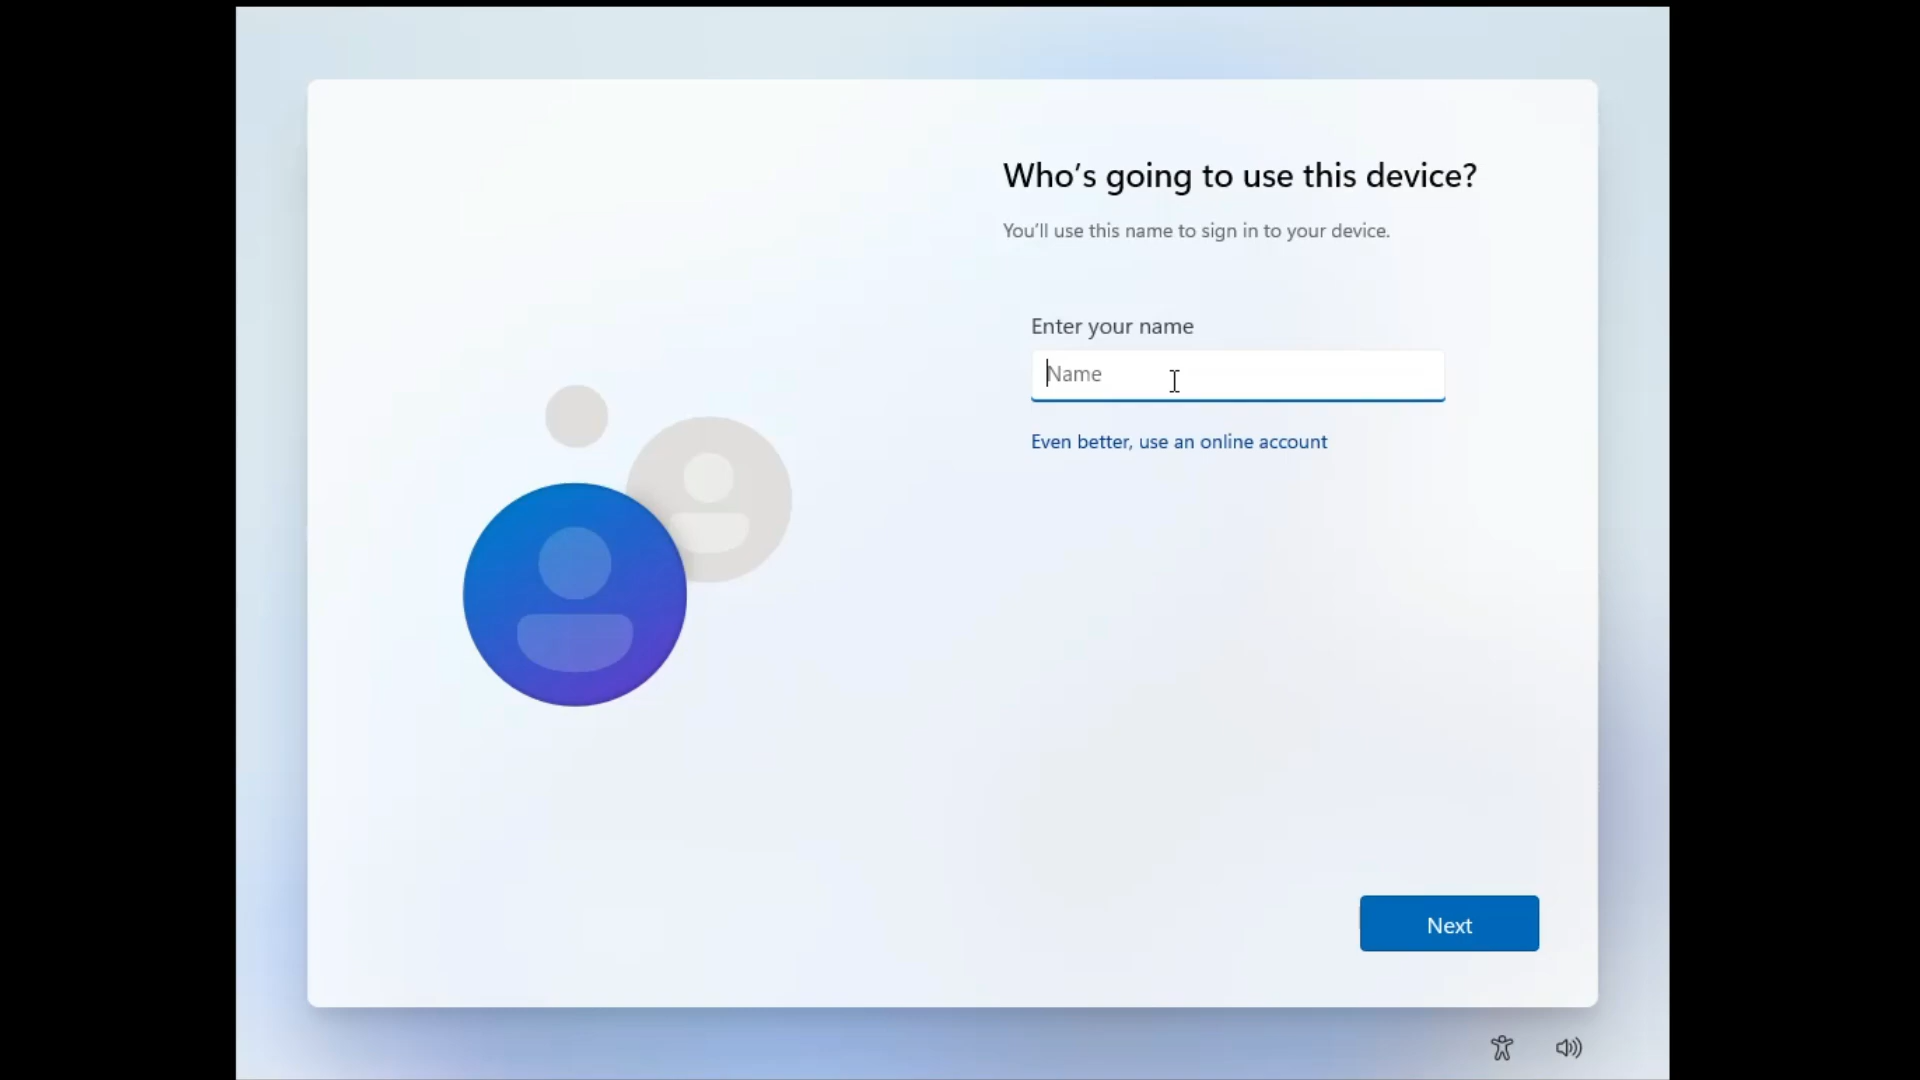 Who's going to use this device?
You'll use this name to sign in to your device.
Enter your name
Name
Even better, use an online account
Next